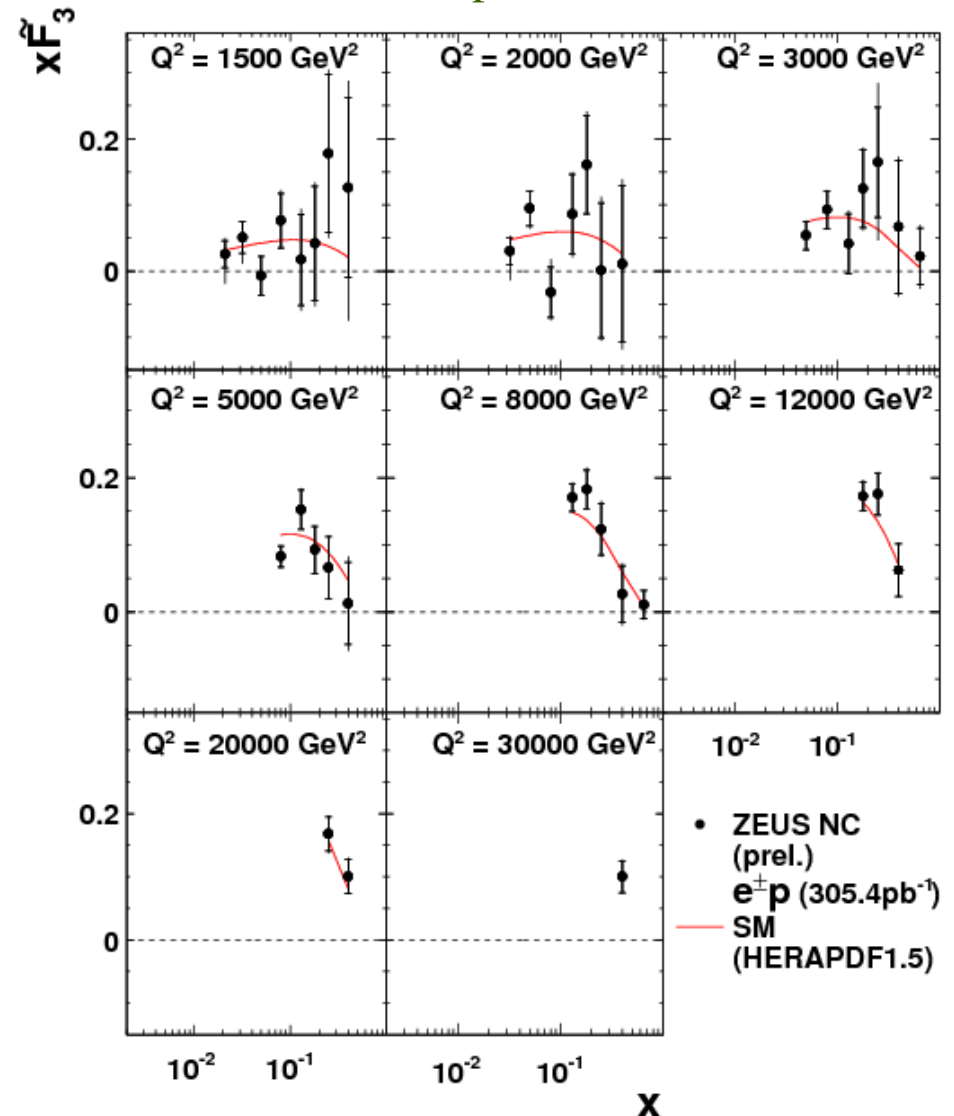 xF̃₃
Q² = 1500 GeV²
Q² = 2000 GeV²
Q² = 3000 GeV²
0.2
0
Q² = 5000 GeV²
Q² = 8000 GeV²
Q² = 12000 GeV²
0.2
0
Q² = 20000 GeV²
Q² = 30000 GeV²
10⁻² 10⁻¹
0.2
0
ZEUS NC
(prel.)
e±p (305.4pb⁻¹)
SM
(HERAPDF1.5)
10⁻² 10⁻¹
10⁻² 10⁻¹
x